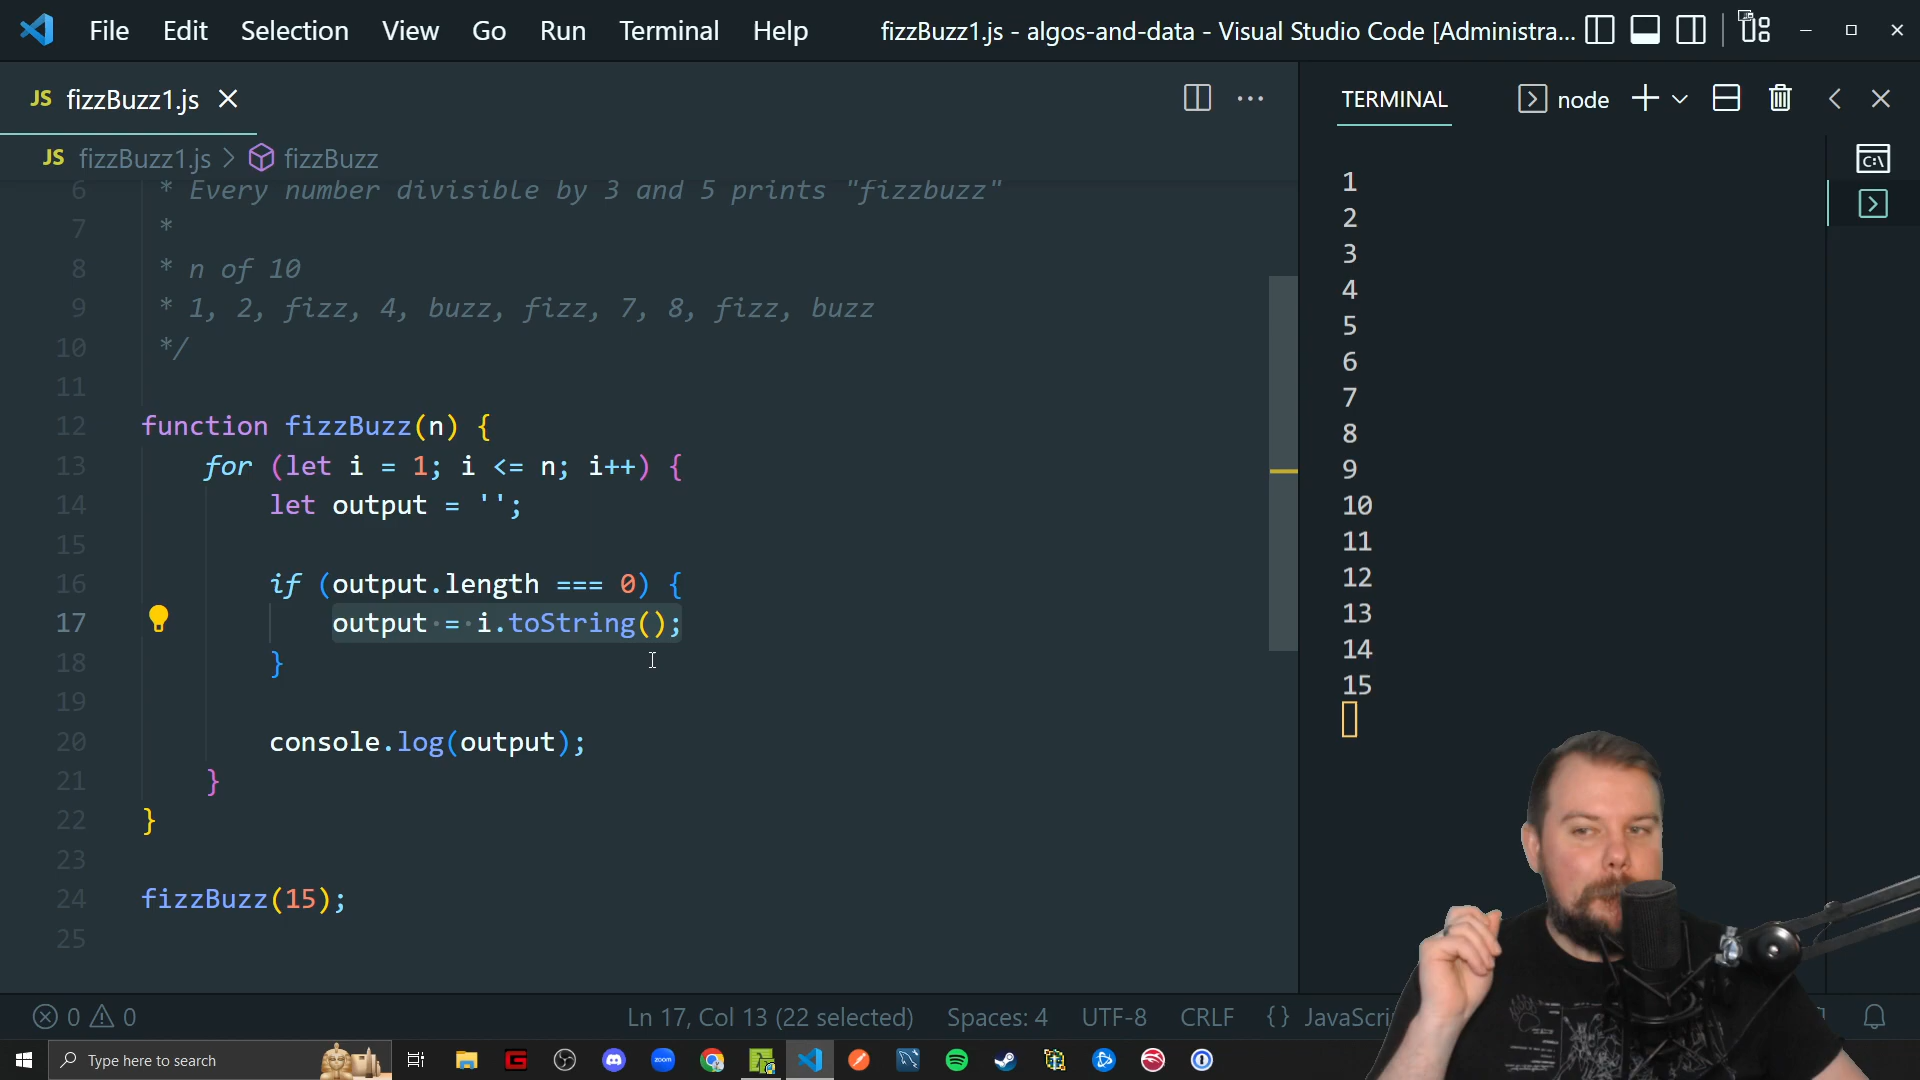 File Edit Selection View Go Run Terminal Help fizzBuzz1.js - algos-and-data - Visual Studio Code [Administra...
JS fizzBuzz1.js
JS fizzBuzz1.js > fizzBuzz
6 * Every number divisible by 3 and 5 prints "fizzbuzz"
7 *
8 * n of 10
9 * 1, 2, fizz, 4, buzz, fizz, 7, 8, fizz, buzz
10 */
11
12 function fizzBuzz(n) {
13 for (let i = 1; i <= n; i++) {
14 let output = '';
15
16 if (output.length === 0) {
17 output = i.toString();
18 }
19
20 console.log(output);
21 }
22 }
23
24 fizzBuzz(15);
25
TERMINAL node
1
2
3
4
5
6
7
8
9
10
11
12
13
14
15
C:\
0 0 Ln 17, Col 13 (22 selected) Spaces: 4 UTF-8 CRLF {} JavaScri
Type here to search
zoom